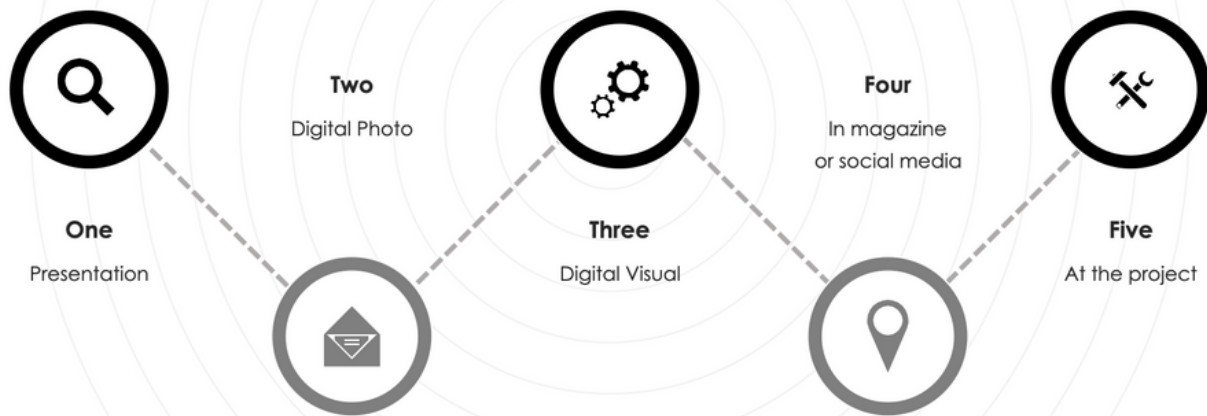 One
Presentation
Two
Digital Photo
Three
Digital Visual
Four
In magazine
or social media
Five
At the project